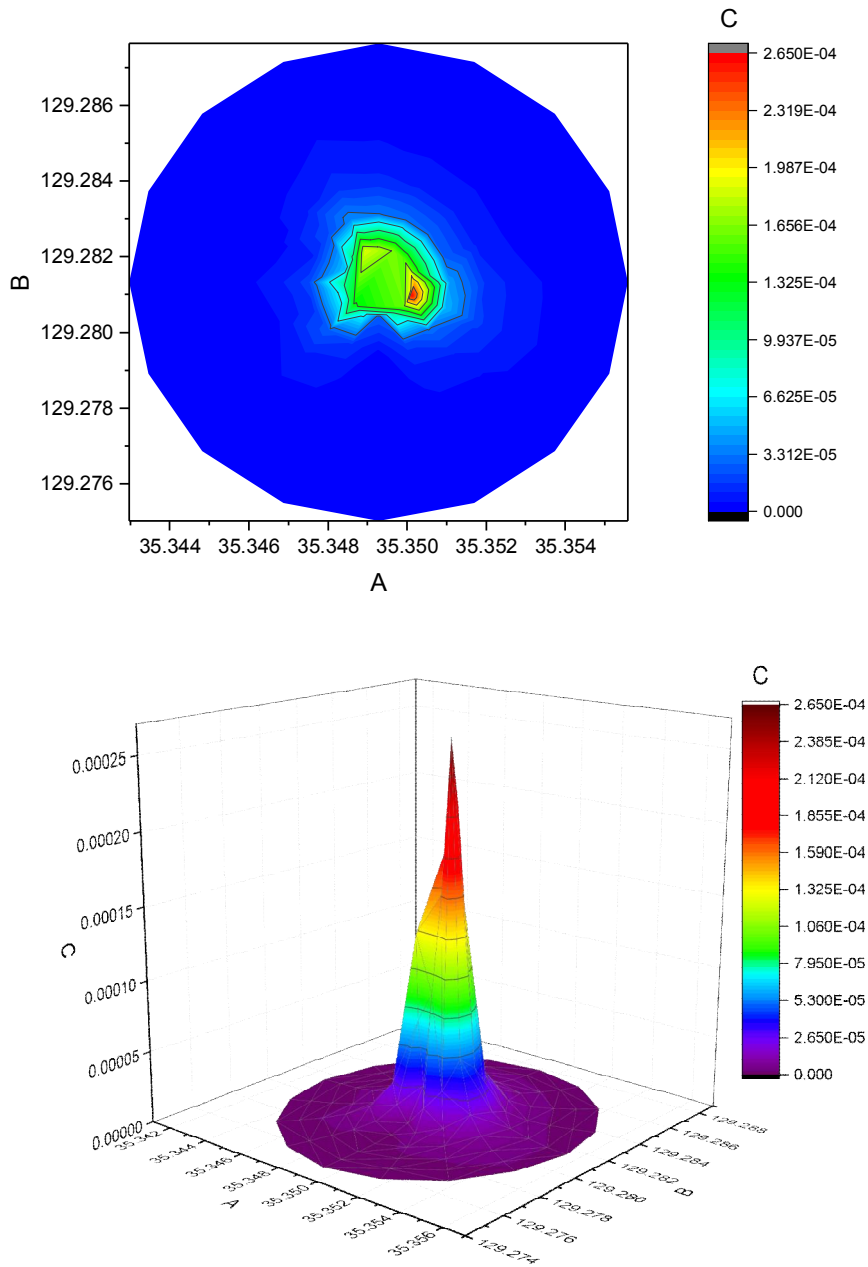 C
2.650E-04
2.319E-04
1.987E-04
1.656E-04
1.325E-04
9.937E-05
6.625E-05
3.312E-05
0.000
129.286
129.284
129.282
129.280
129.278
129.276
B
35.344 35.346 35.348 35.350 35.352 35.354
A
C
2.650E-04
2.385E-04
2.120E-04
1.855E-04
1.590E-04
1.325E-04
1.060E-04
7.950E-05
5.300E-05
2.650E-05
0.000
0.00025
0.00020
0.00015
0.00010
0.00005
0.00000
C
35.342
35.344
35.346
35.348
35.350
35.352
35.354
35.356
A
129.274
129.276
129.278
129.280
129.282
129.284
129.286
129.288
B